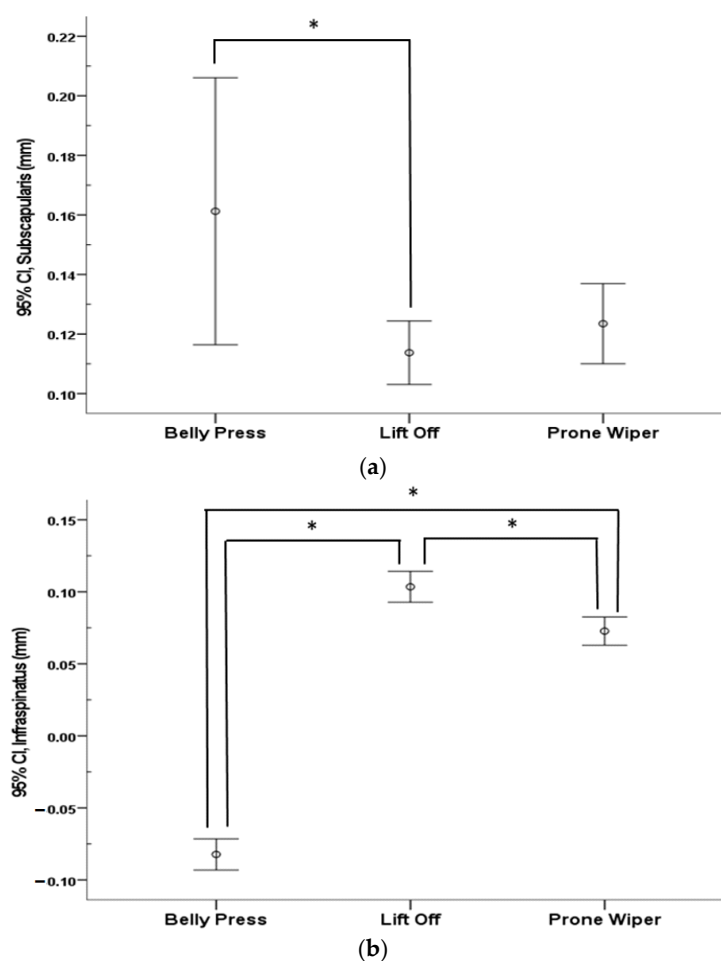 0.22
*
0.20
0.18
0.16
0.14
0.12
0.10
95% CI, Subscapularis (mm)
Belly Press Lift Off Prone Wiper
(a)
*
0.15
* *
0.10
0.05
0.00
−0.05
−0.10
95% CI, Infraspinatus (mm)
Belly Press Lift Off Prone Wiper
(b)